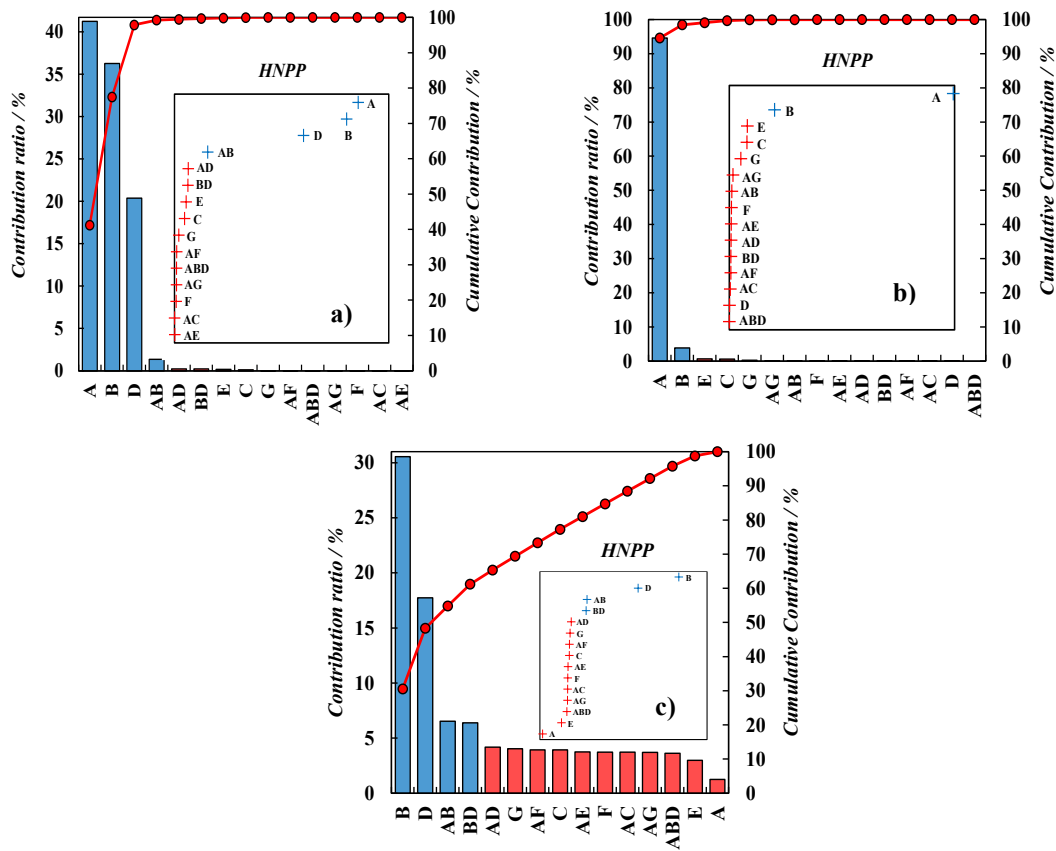 Contribution ratio / %
40
35
30
25
20
15
10
5
0
HNPP
A
B
D
AB
AD
BD
E
C
G
AF
ABD
AG
F
AC
AE
a)
100
90
80
70
60
50
40
30
20
10
0
Cumulative Contribution / %
A
B
D
AB
AD
BD
E
C
G
AF
ABD
AG
F
AC
AE
Contribution ratio / %
100
90
80
70
60
50
40
30
20
10
0
HNPP
A
B
E
C
G
AG
AB
F
AE
AD
BD
AF
AC
D
ABD
b)
100
90
80
70
60
50
40
30
20
10
0
Cumulative Contribution / %
A
B
E
C
G
AG
AB
F
AE
AD
BD
AF
AC
D
ABD
Contribution ratio / %
30
25
20
15
10
5
0
HNPP
B
D
AB
BD
AD
G
AF
C
AE
F
AC
AG
ABD
E
A
c)
100
90
80
70
60
50
40
30
20
10
0
Cumulative Contribution / %
B
D
AB
BD
AD
G
AF
C
AE
F
AC
AG
ABD
E
A